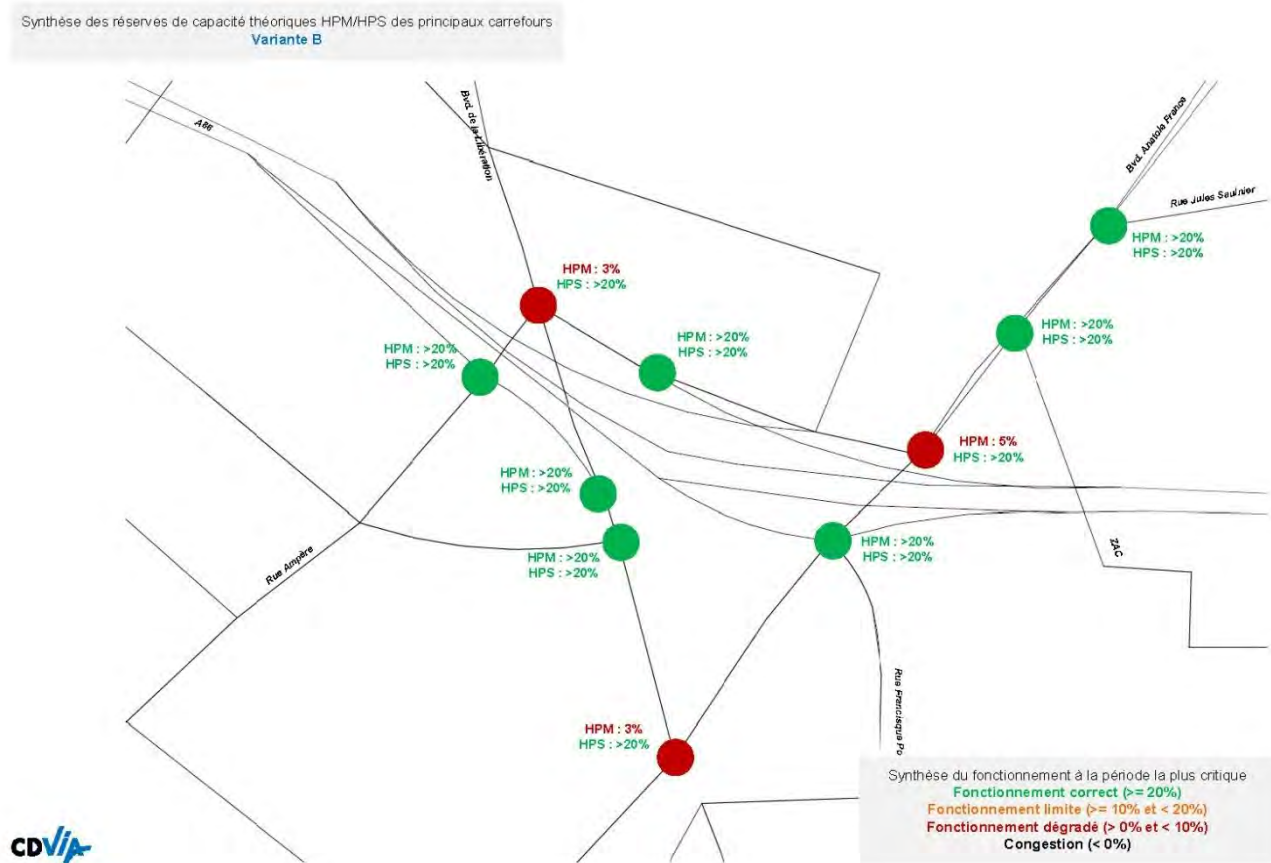 Synthèse des réserves de capacité théoriques HPM/HPS des principaux carrefours
Variante B
A86
Bvd. de la Libération
Bvd. Anatole France
Rue Jules Saulnier
HPM : >20%
HPS : >20%
HPM : 3%
HPS : >20%
HPM : >20%
HPS : >20%
HPM : >20%
HPS : >20%
HPM : >20%
HPS : >20%
HPM : 5%
HPS : >20%
HPM : >20%
HPS : >20%
HPM : >20%
HPS : >20%
HPM : >20%
HPS : >20%
ZAC
Rue Ampère
Rue Francisque Po
HPM : 3%
HPS : >20%
Synthèse du fonctionnement à la période la plus critique
Fonctionnement correct (>= 20%)
Fonctionnement limite (>= 10% et < 20%)
Fonctionnement dégradé (> 0% et < 10%)
Congestion (< 0%)
CDVIA